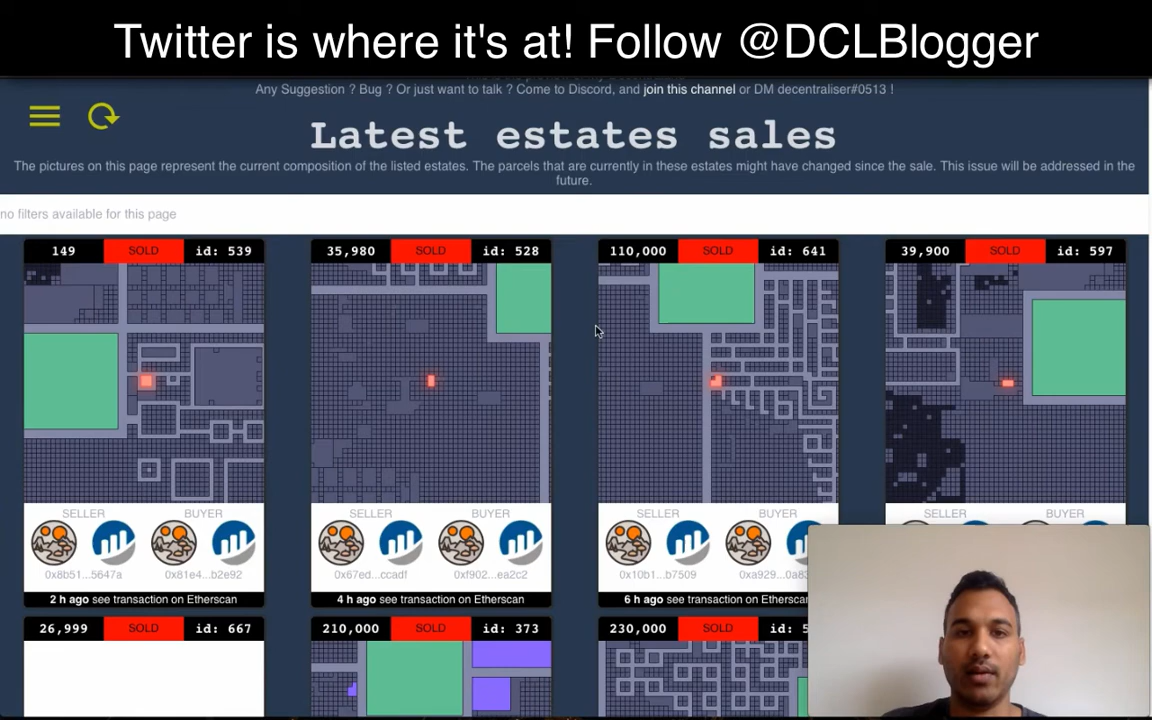 Twitter is where it's at! Follow @DCLBlogger
Any Suggestion ? Bug ? Or just want to talk ? Come to Discord, and join this channel or DM decentraliser#0513 !
Latest estates sales
The pictures on this page represent the current composition of the listed estates. The parcels that are currently in these estates might have changed since the sale. This issue will be addressed in the
future.
no filters available for this page
149 SOLD id: 539
35,980 SOLD id: 528
110,000 SOLD id: 641
39,900 SOLD id: 597
SELLER BUYER
SELLER BUYER
SELLER BUYER
SELLER BUYER
0x8b51...5647a 0x81e4...b2e92
0x67ed...ccadf 0xf902...ea2c2
0x10b1...b7509 0xa929...0a83
2 h ago see transaction on Etherscan
4 h ago see transaction on Etherscan
6 h ago see transaction on Etherscan
26,999 SOLD id: 667
210,000 SOLD id: 373
230,000 SOLD id: 5